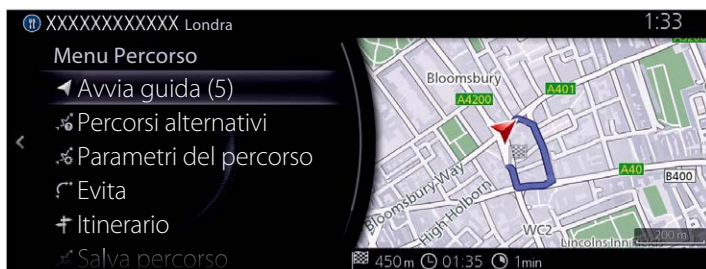 XXXXXXXXXXXX Londra
1:33
Menu Percorso
Avvia guida (5)
Percorsi alternativi
Parametri del percorso
Evita
Itinerario
Salva percorso
Bloomsbury
A4200
A401
A40
B400
Bloomsbury Way
High Holborn
WC2
Lincolns Inn
200 m
450 m 01:35 1min